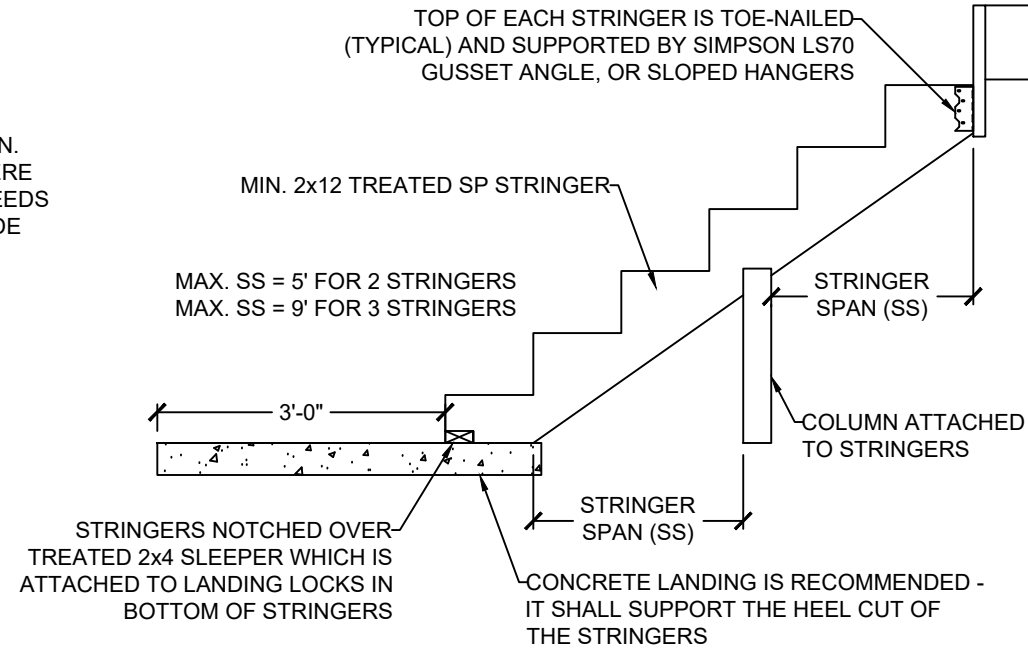 TOP OF EACH STRINGER IS TOE-NAILED
(TYPICAL) AND SUPPORTED BY SIMPSON LS70
GUSSET ANGLE, OR SLOPED HANGERS
N.
ERE
EEDS
DE
MIN. 2x12 TREATED SP STRINGER
MAX. SS = 5' FOR 2 STRINGERS
MAX. SS = 9' FOR 3 STRINGERS
STRINGER
SPAN (SS)
3'-0"
COLUMN ATTACHED
TO STRINGERS
STRINGER
SPAN (SS)
STRINGERS NOTCHED OVER
TREATED 2x4 SLEEPER WHICH IS
ATTACHED TO LANDING LOCKS IN
BOTTOM OF STRINGERS
CONCRETE LANDING IS RECOMMENDED -
IT SHALL SUPPORT THE HEEL CUT OF
THE STRINGERS